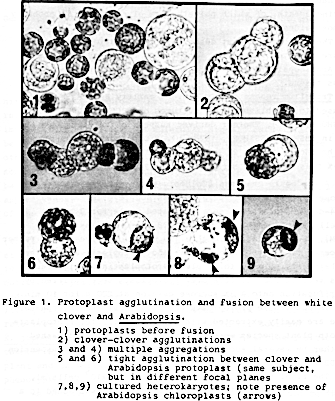 1
2
3
4
5
6
7
8
9
Figure 1. Protoplast agglutination and fusion between white
clover and Arabidopsis.
1) protoplasts before fusion
2) clover-clover agglutinations
3 and 4) multiple aggregations
5 and 6) tight agglutination between clover and
Arabidopsis protoplast (same subject,
but in different focal planes
7,8,9) cultured heterokaryotes; note presence of
Arabidopsis chloroplasts (arrows)